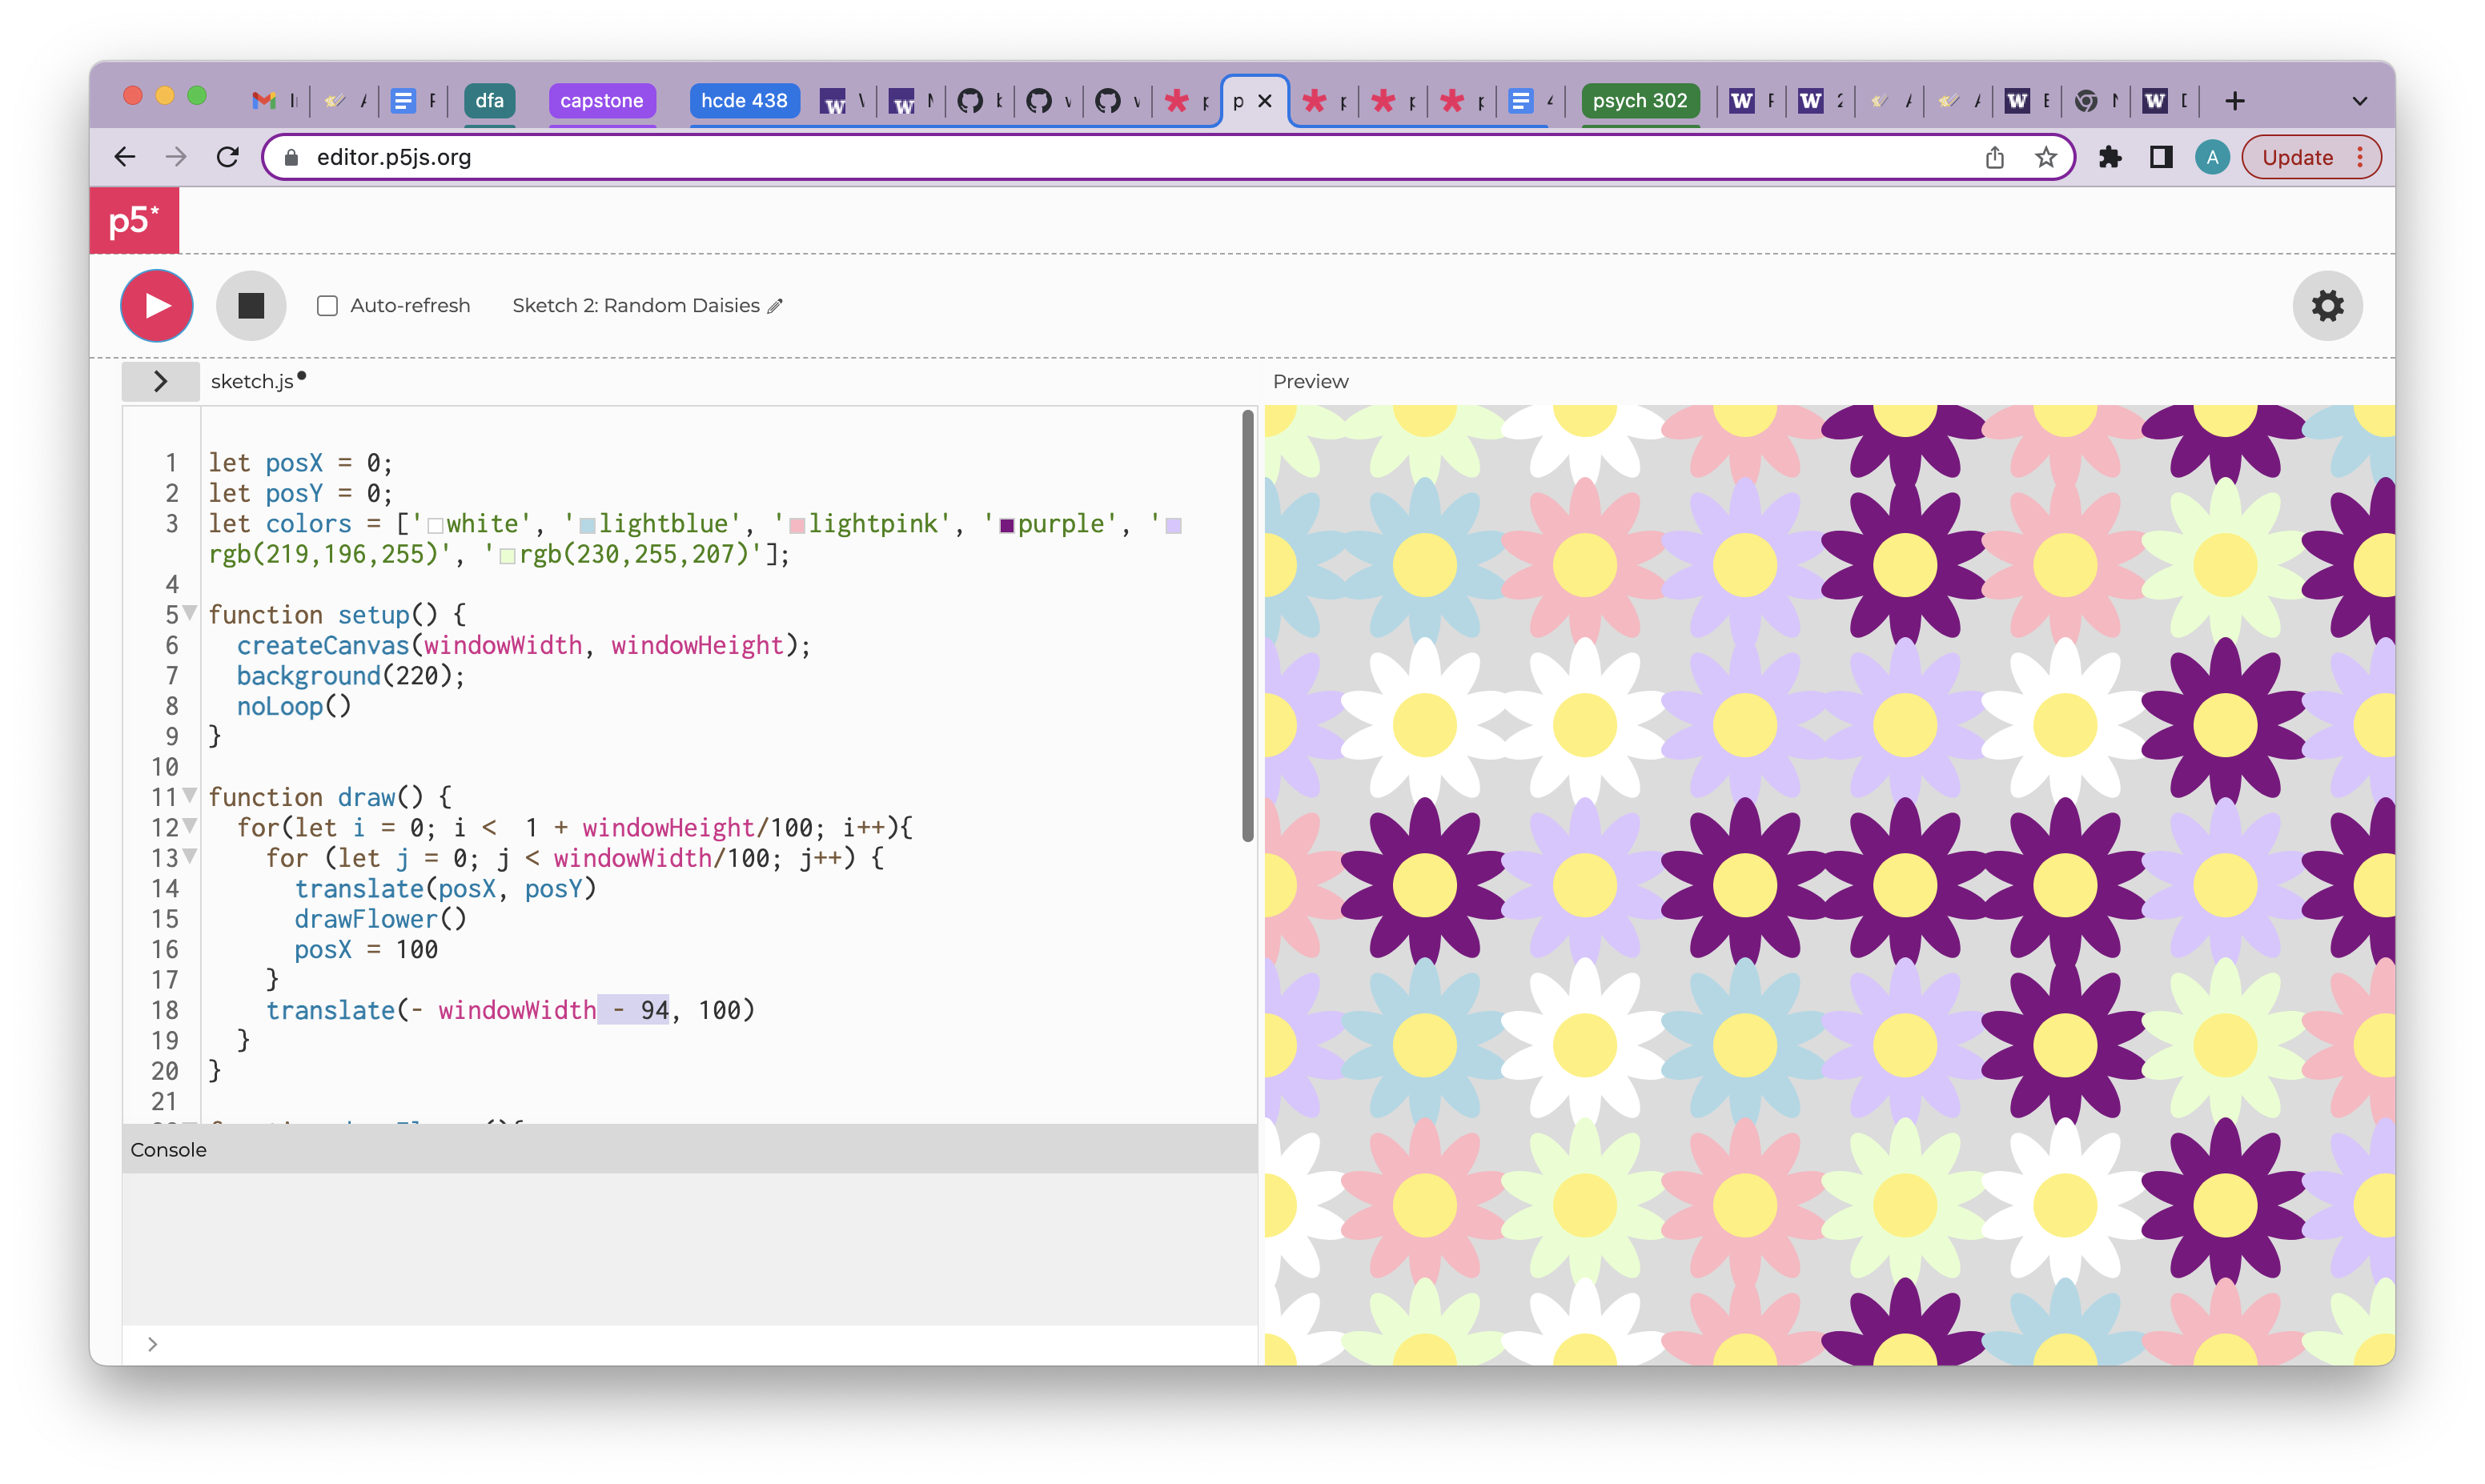 dfa capstone hcde 438 psych 302
editor.p5js.org
A
Update
p5*
Auto-refresh Sketch 2: Random Daisies
sketch.js
Preview
1 let posX = 0;
2 let posY = 0;
3 let colors = ['white', 'lightblue', 'lightpink', 'purple', '
rgb(219,196,255)', 'rgb(230,255,207)'];
4
5 function setup() {
6 createCanvas(windowWidth, windowHeight);
7 background(220);
8 noLoop()
9 }
10
11 function draw() {
12 for(let i = 0; i <  1 + windowHeight/100; i++){
13 for (let j = 0; j < windowWidth/100; j++) {
14 translate(posX, posY)
15 drawFlower()
16 posX = 100
17 }
18 translate(- windowWidth - 94, 100)
19 }
20 }
21
Console
>